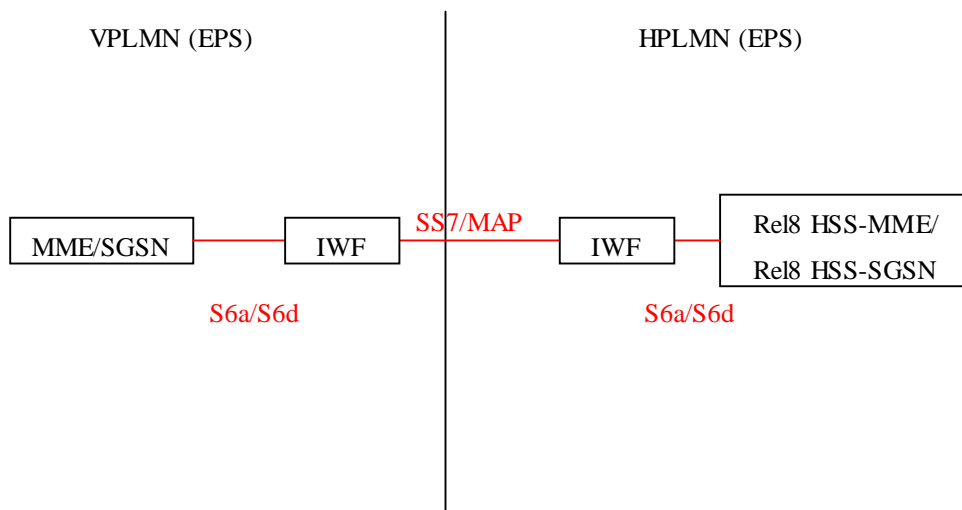 VPLMN (EPS)
HPLMN (EPS)
MME/SGSN
IWF
SS7/MAP
IWF
Rel8 HSS-MME/
Rel8 HSS-SGSN
S6a/S6d
S6a/S6d